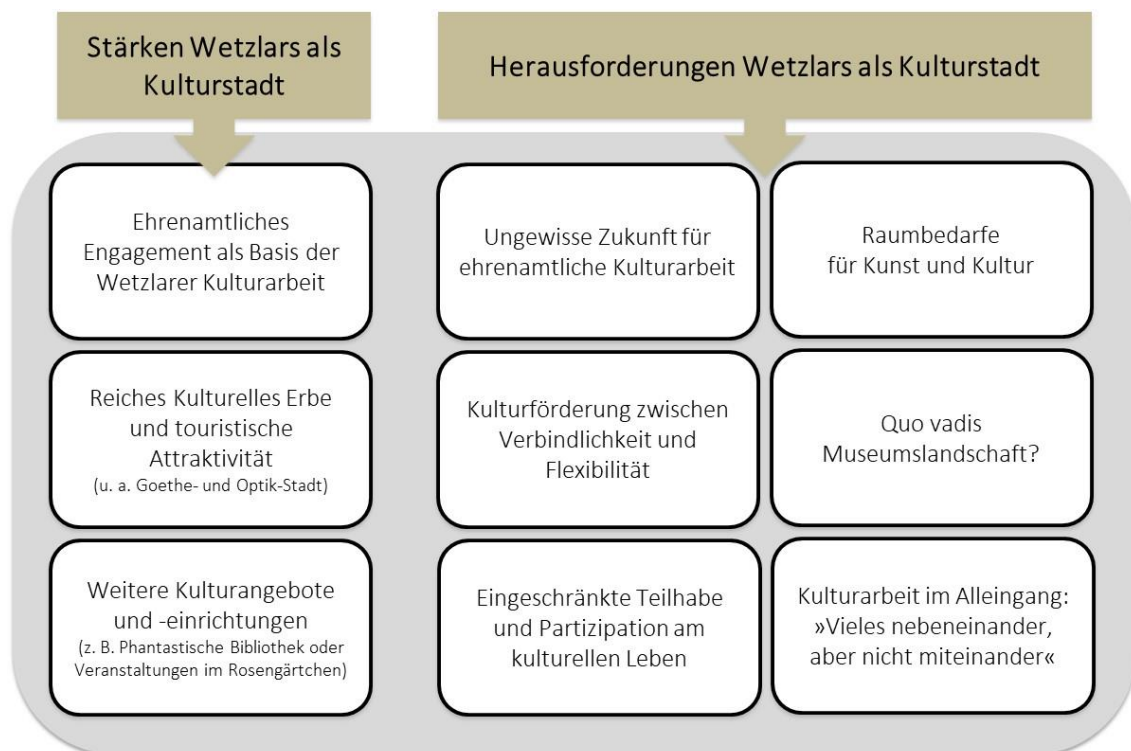 Stärken Wetzlars als
Kulturstadt
Herausforderungen Wetzlars als Kulturstadt
Ehrenamtliches
Engagement als Basis der
Wetzlarer Kulturarbeit
Reiches Kulturelles Erbe
und touristische
Attraktivität
(u. a. Goethe- und Optik-Stadt)
Weitere Kulturangebote
und -einrichtungen
(z. B. Phantastische Bibliothek oder
Veranstaltungen im Rosengärtchen)
Ungewisse Zukunft für
ehrenamtliche Kulturarbeit
Raumbedarfe
für Kunst und Kultur
Kulturförderung zwischen
Verbindlichkeit und
Flexibilität
Quo vadis
Museumslandschaft?
Eingeschränkte Teilhabe
und Partizipation am
kulturellen Leben
Kulturarbeit im Alleingang:
»Vieles nebeneinander,
aber nicht miteinander«